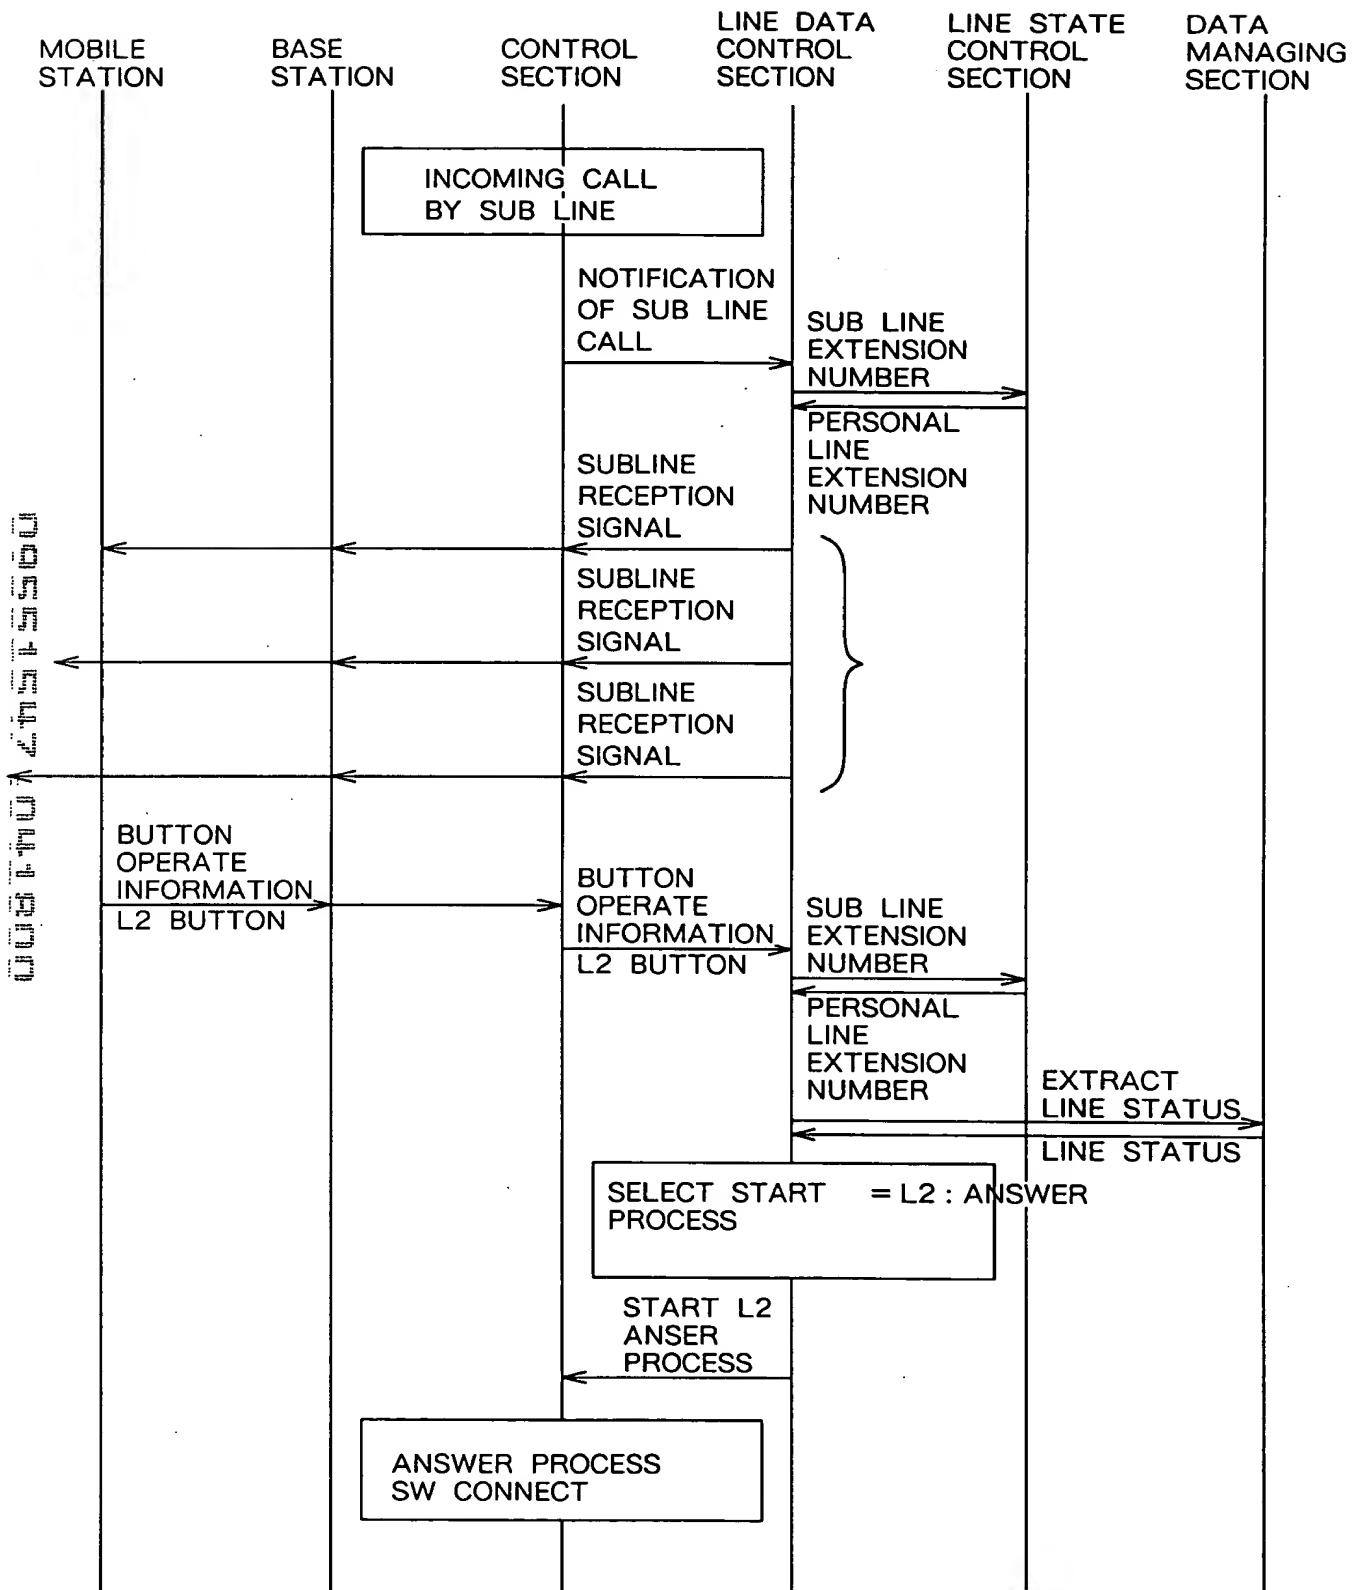 MOBILE
STATION
BASE
STATION
CONTROL
SECTION
LINE DATA
CONTROL
SECTION
LINE STATE
CONTROL
SECTION
DATA
MANAGING
SECTION
INCOMING CALL
BY SUB LINE
NOTIFICATION
OF SUB LINE
CALL
SUB LINE
EXTENSION
NUMBER
PERSONAL
LINE
EXTENSION
NUMBER
SUBLINE
RECEPTION
SIGNAL
SUBLINE
RECEPTION
SIGNAL
SUBLINE
RECEPTION
SIGNAL
BUTTON
OPERATE
INFORMATION
L2 BUTTON
BUTTON
OPERATE
INFORMATION
L2 BUTTON
SUB LINE
EXTENSION
NUMBER
PERSONAL
LINE
EXTENSION
NUMBER
EXTRACT
LINE STATUS
LINE STATUS
SELECT START = L2 : ANSWER
PROCESS
START L2
ANSER
PROCESS
ANSWER PROCESS
SW CONNECT